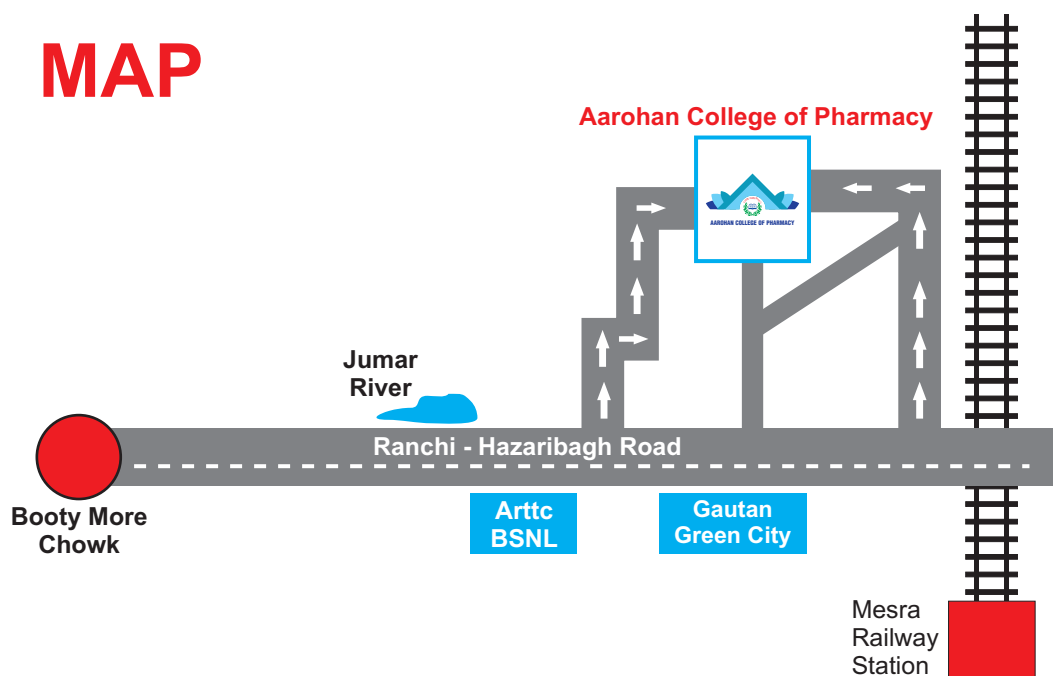 MAP
Aarohan College of Pharmacy
AAROHAN COLLEGE OF PHARMACY
Jumar
River
Ranchi - Hazaribagh Road
Booty More
Chowk
Arttc
BSNL
Gautan
Green City
Mesra
Railway
Station